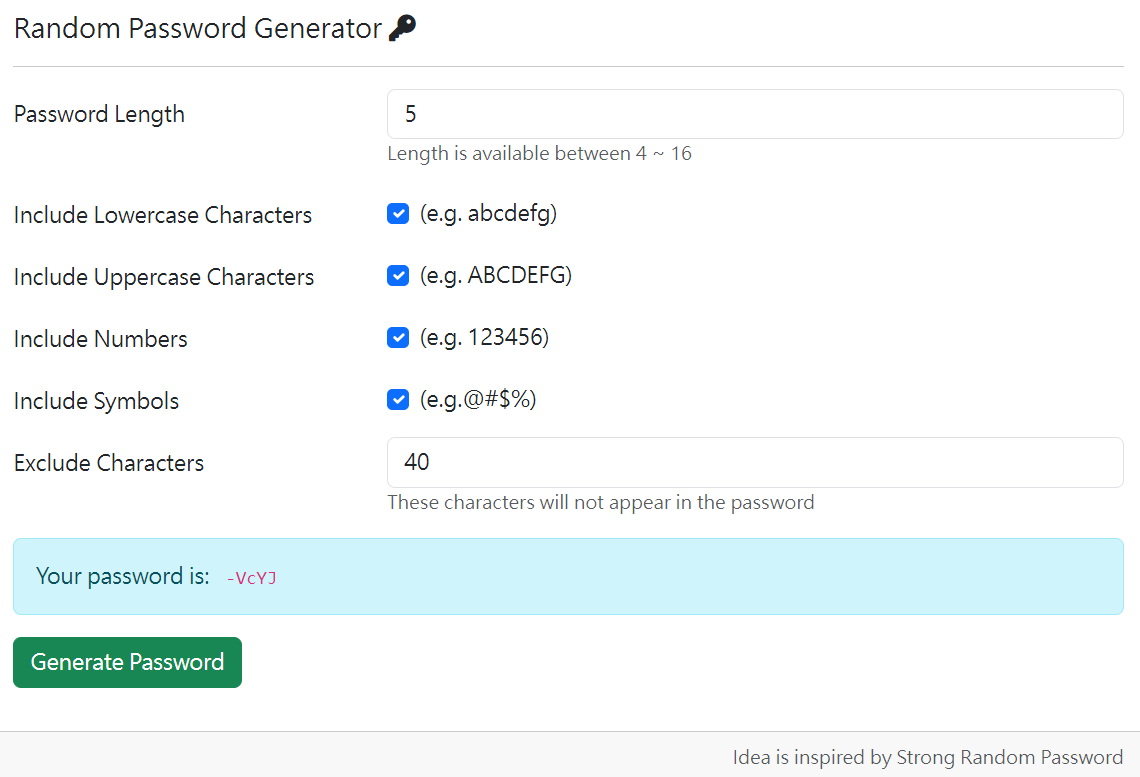 Random Password Generator
Password Length
5
Length is available between 4 ~ 16
Include Lowercase Characters
(e.g. abcdefg)
Include Uppercase Characters
(e.g. ABCDEFG)
Include Numbers
(e.g. 123456)
Include Symbols
(e.g.@#$%)
Exclude Characters
40
These characters will not appear in the password
Your password is: -VcYJ
Generate Password
Idea is inspired by Strong Random Password